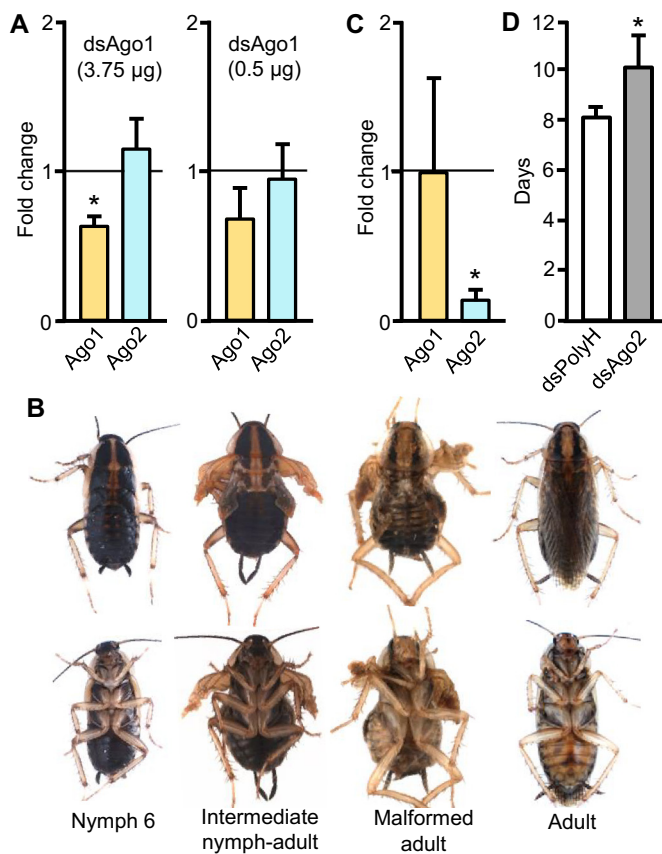 A
dsAgo1
(3.75 µg)
Fold change
2
1
0
*
Ago1
Ago2
dsAgo1
(0.5 µg)
2
1
0
Ago1
Ago2
C
Fold change
2
1
0
*
Ago1
Ago2
D
Days
12
10
8
6
4
2
0
*
dsPolyH
dsAgo2
B
Nymph 6
Intermediate
nymph-adult
Malformed
adult
Adult